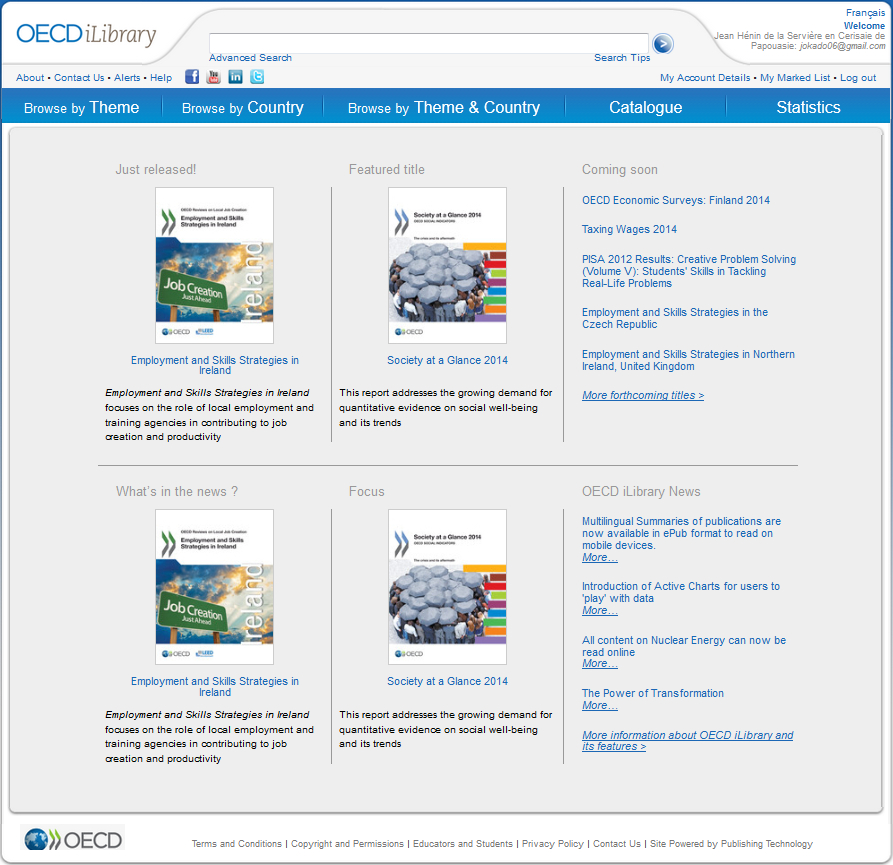 OECD iLibrary
Français
Welcome
Jean Hénin de la Servière en Cerisaie de
Papouasie: jokado06@gmail.com
Advanced Search
Search Tips
About • Contact Us • Alerts • Help
My Account Details • My Marked List • Log out
Browse by Theme
Browse by Country
Browse by Theme & Country
Catalogue
Statistics
Just released!
OECD Reviews on Local Job Creation
Employment and Skills
Strategies in Ireland
Ireland
Job Creation
Just Ahead
OECD
Employment and Skills Strategies in
Ireland
Employment and Skills Strategies in Ireland
focuses on the role of local employment and
training agencies in contributing to job
creation and productivity
Featured title
Society at a Glance 2014
OECD SOCIAL INDICATORS
The crisis and its aftermath
OECD
Society at a Glance 2014
This report addresses the growing demand for
quantitative evidence on social well-being
and its trends
Coming soon
OECD Economic Surveys: Finland 2014
Taxing Wages 2014
PISA 2012 Results: Creative Problem Solving
(Volume V): Students' Skills in Tackling
Real-Life Problems
Employment and Skills Strategies in the
Czech Republic
Employment and Skills Strategies in Northern
Ireland, United Kingdom
More forthcoming titles >
What's in the news ?
OECD Reviews on Local Job Creation
Employment and Skills
Strategies in Ireland
Ireland
Job Creation
Just Ahead
OECD
Employment and Skills Strategies in
Ireland
Employment and Skills Strategies in Ireland
focuses on the role of local employment and
training agencies in contributing to job
creation and productivity
Focus
Society at a Glance 2014
OECD SOCIAL INDICATORS
The crisis and its aftermath
OECD
Society at a Glance 2014
This report addresses the growing demand for
quantitative evidence on social well-being
and its trends
OECD iLibrary News
Multilingual Summaries of publications are
now available in ePub format to read on
mobile devices.
More...
Introduction of Active Charts for users to
'play' with data
More...
All content on Nuclear Energy can now be
read online
More...
The Power of Transformation
More...
More information about OECD iLibrary and
its features >
OECD
Terms and Conditions | Copyright and Permissions | Educators and Students | Privacy Policy | Contact Us | Site Powered by Publishing Technology